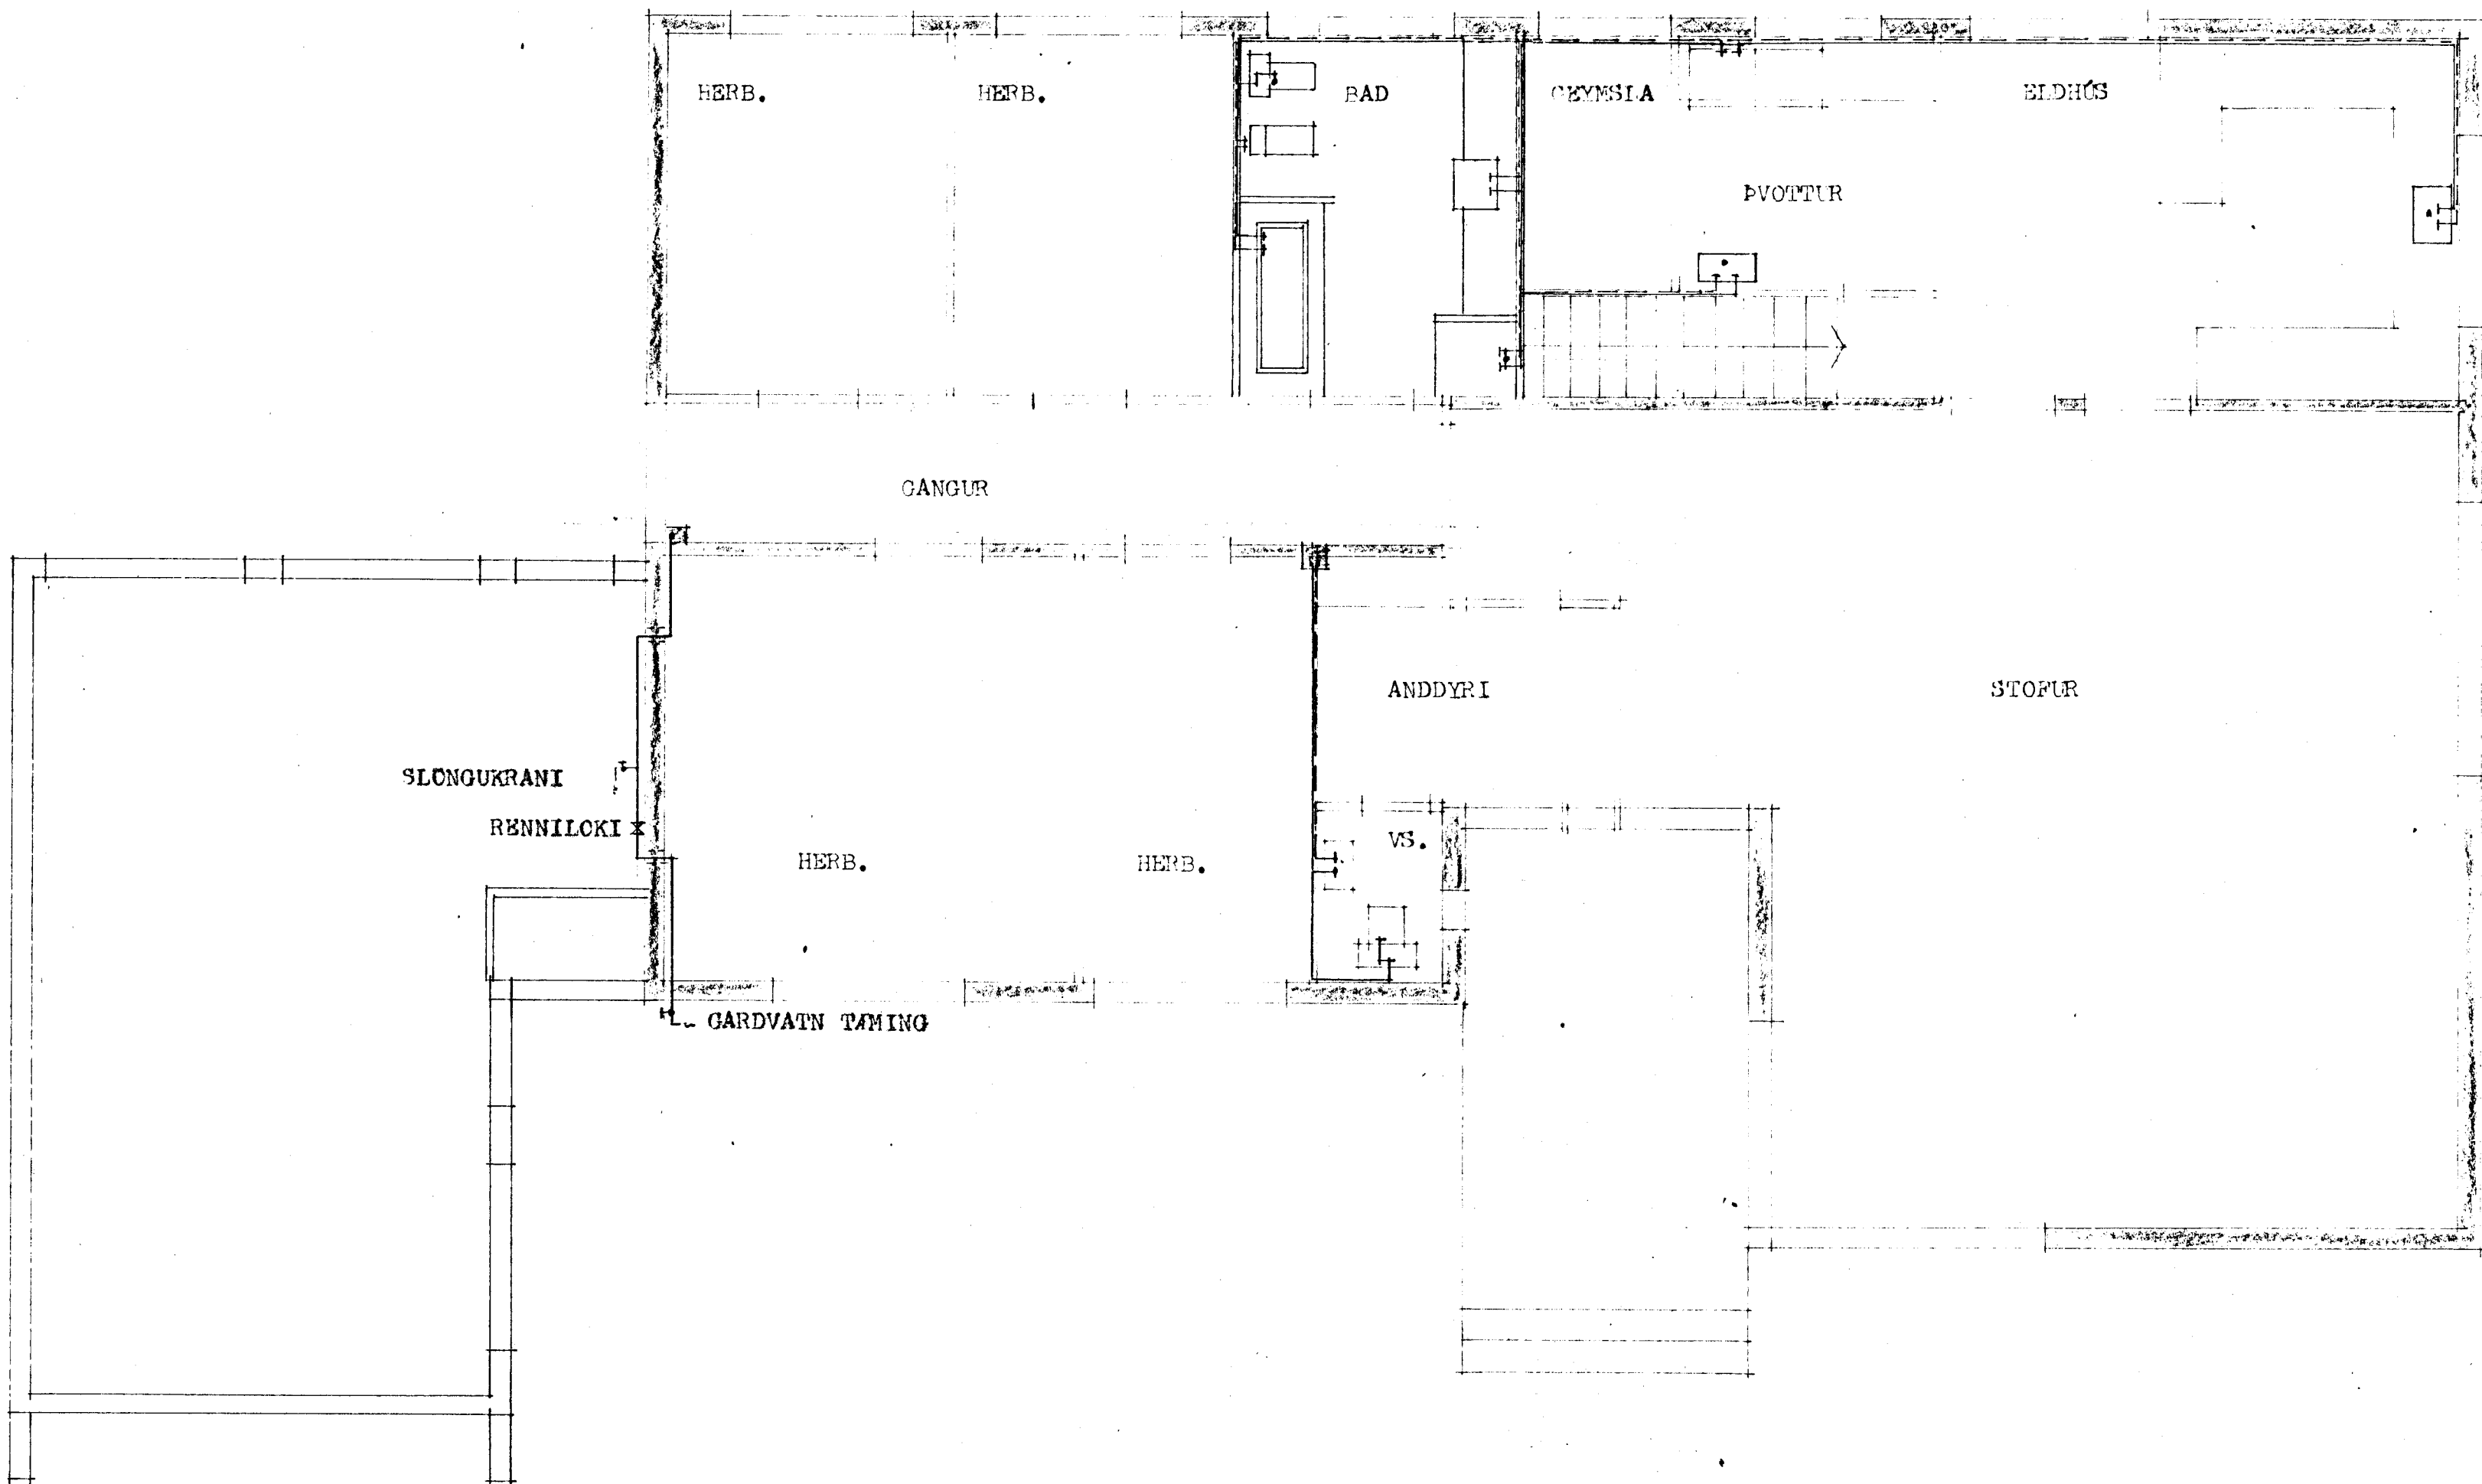 HERB.
HERB.
BAD
GEYMSLA
ELDHÚS
ÞVOTTUR
GANGUR
ANDDYRI
STOFUR
SLÖNGUKRANI
RENNILOKI
VS.
HERB.
HERB.
GARDVATN TÆMING